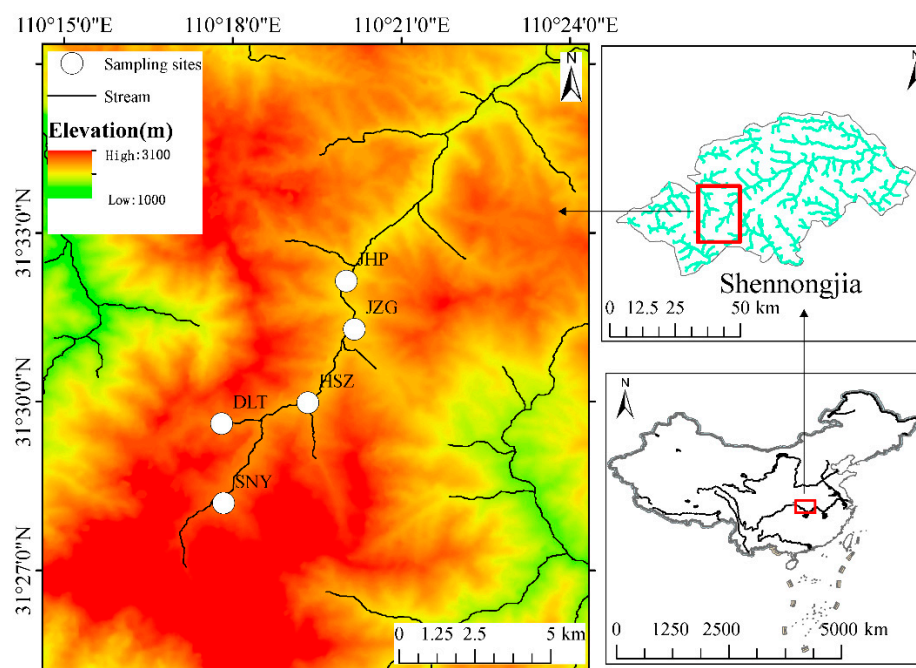 110°15'0"E 110°18'0"E 110°21'0"E 110°24'0"E
31°33'0"N
31°30'0"N
31°27'0"N
Sampling sites
Stream
Elevation(m)
High:3100
Low:1000
N
JHP
JZG
HSZ
DLT
SNY
0 1.25 2.5 5 km
N
Shennongjia
0 12.5 25 50 km
N
0 1250 2500 5000 km